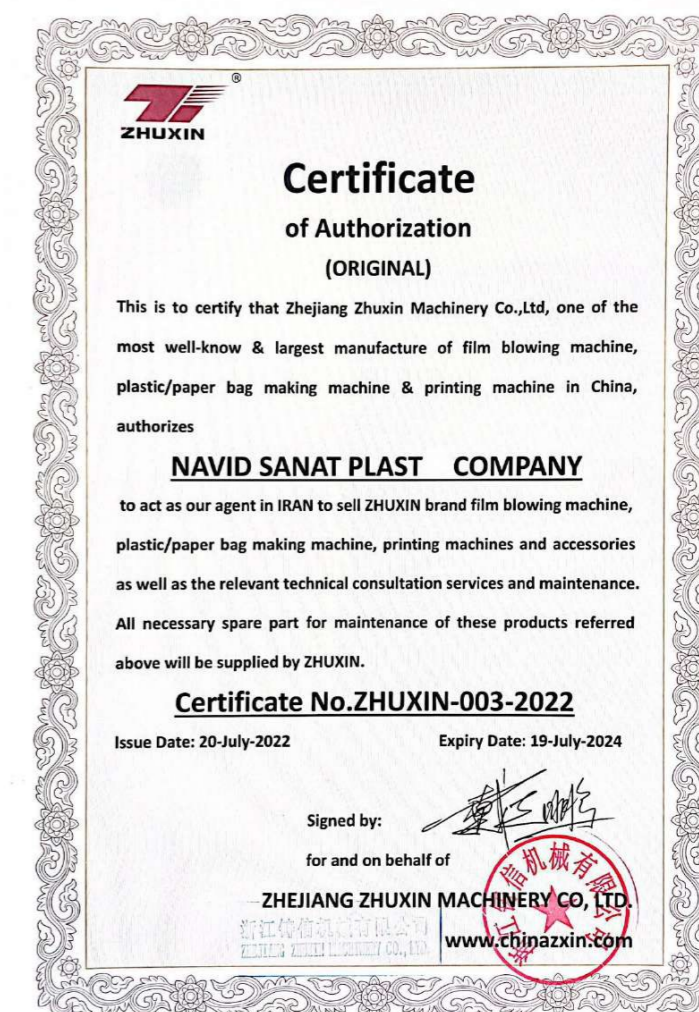 ®
ZHUXIN
Certificate
of Authorization
(ORIGINAL)
This is to certify that Zhejiang Zhuxin Machinery Co.,Ltd, one of the
most well-know & largest manufacture of film blowing machine,
plastic/paper bag making machine & printing machine in China,
authorizes
NAVID SANAT PLAST COMPANY
to act as our agent in IRAN to sell ZHUXIN brand film blowing machine,
plastic/paper bag making machine, printing machines and accessories
as well as the relevant technical consultation services and maintenance.
All necessary spare part for maintenance of these products referred
above will be supplied by ZHUXIN.
Certificate No.ZHUXIN-003-2022
Issue Date: 20-July-2022
Expiry Date: 19-July-2024
Signed by:
for and on behalf of
ZHEJIANG ZHUXIN MACHINERY CO, LTD.
www.chinazxin.com